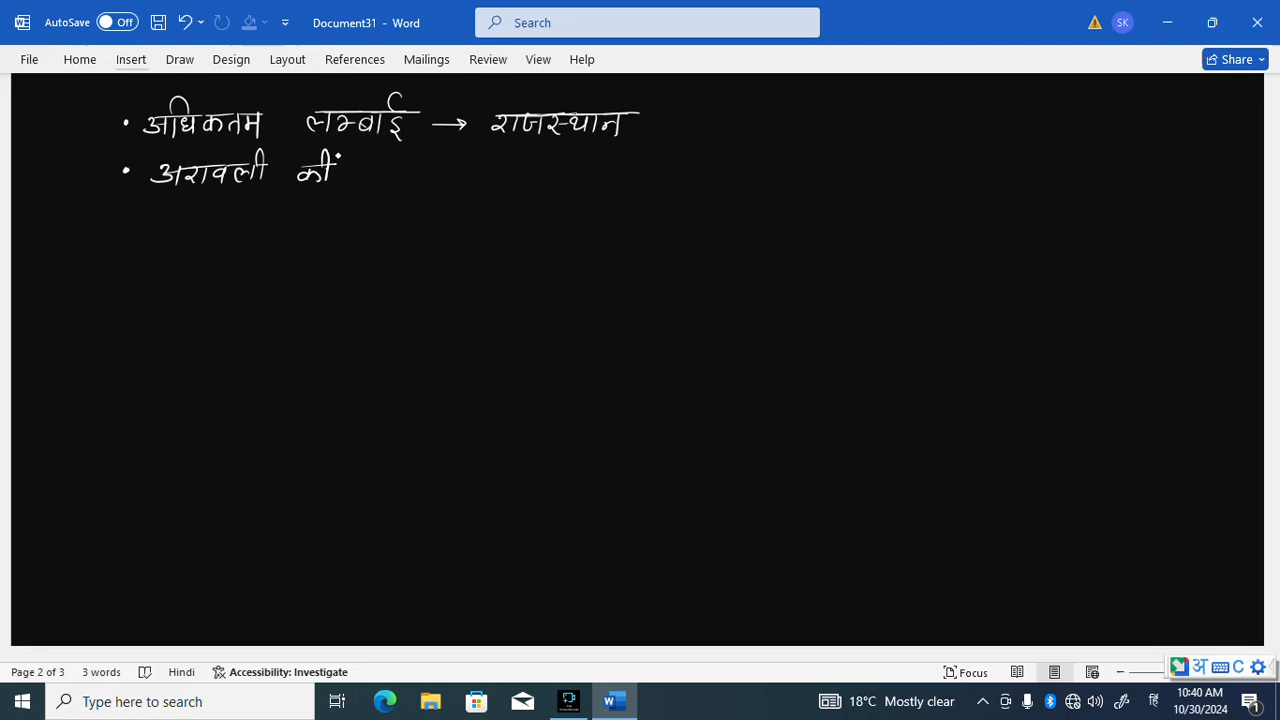 AutoSave Off Document31 - Word Search SK
File Home Insert Draw Design Layout References Mailings Review View Help Share
• अधिकतम लम्बाई → राजस्थान
• अरावली कीं
Page 2 of 3 3 words Hindi Accessibility: Investigate Focus
अ C
Type here to search 18°C Mostly clear 10:40 AM
10/30/2024